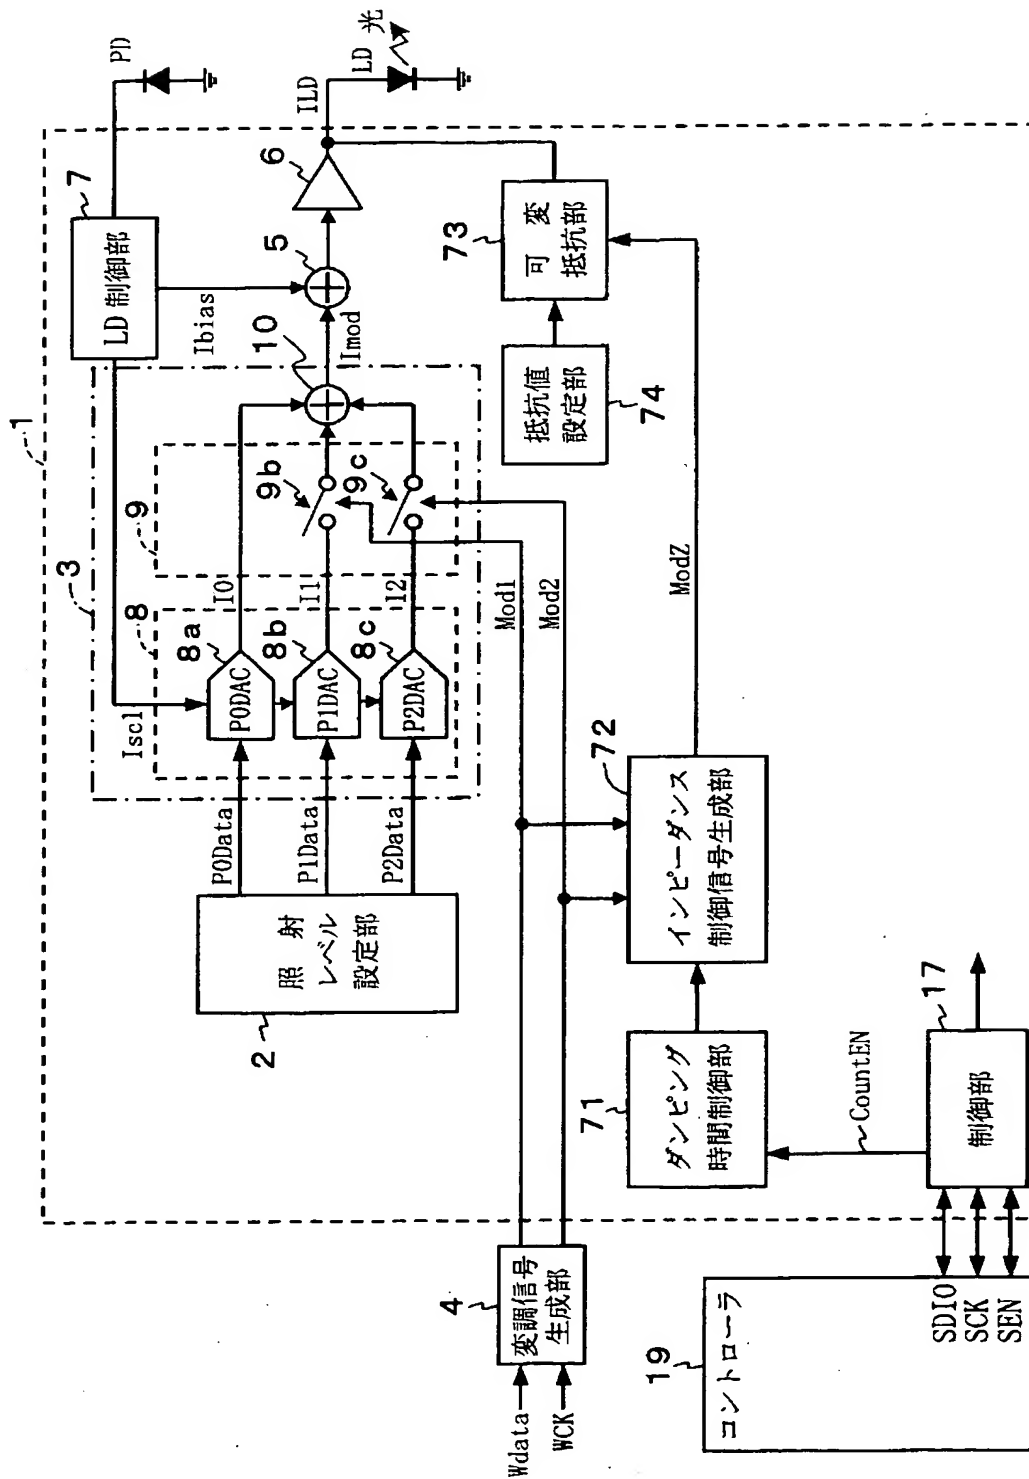 1
3
8
9
7
LD 制御部
PD
Iscl
Ibias
8a
P0DAC
8b
P1DAC
8c
P2DAC
I0
I1
I2
9b
9c
10
Imod
5
6
ILD
LD
光
P0Data
P1Data
P2Data
照 射
レベル
設定部
2
Mod1
Mod2
73
可 変
抵抗部
抵抗値
設定部
74
ModZ
72
インピーダンス
制御信号生成部
71
ダンピング
時間制御部
CountEN
17
制御部
4
変調信号
生成部
Wdata
WCK
19
コントローラ
SDIO
SCK
SEN